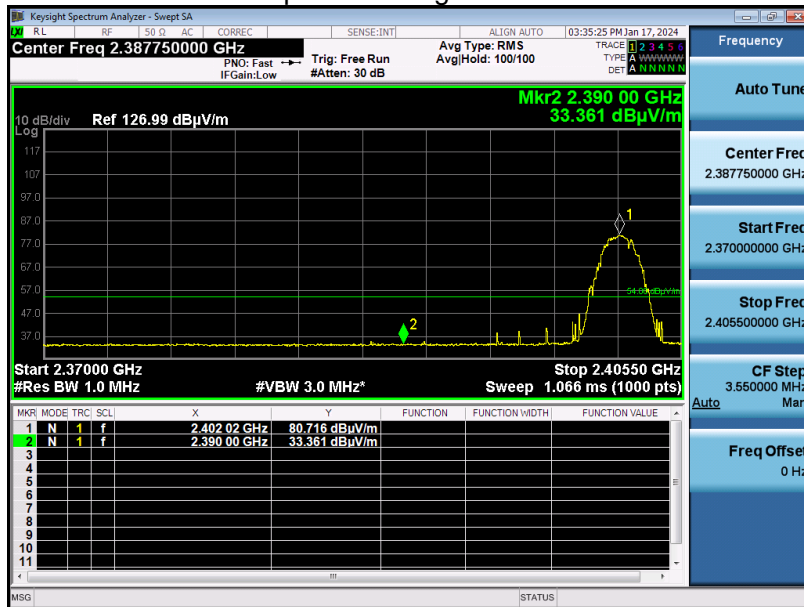 Keysight Spectrum Analyzer - Swept SA
LXI RL RF 50 Ω AC CORREC SENSE:INT ALIGN AUTO 03:35:25 PM Jan 17, 2024
Center Freq 2.387750000 GHz
PNO: Fast
IFGain:Low
Trig: Free Run
#Atten: 30 dB
Avg Type: RMS
Avg|Hold: 100/100
TRACE 1 2 3 4 5 6
TYPE A WWWWW
DET A N N N N N
Mkr2 2.390 00 GHz
33.361 dBµV/m
10 dB/div Ref 126.99 dBµV/m
Log
117
107
97.0
87.0
77.0
67.0
57.0
47.0
37.0
1
2
Start 2.37000 GHz Stop 2.40550 GHz
#Res BW 1.0 MHz #VBW 3.0 MHz* Sweep 1.066 ms (1000 pts)
MKR MODE TRC SCL X Y FUNCTION FUNCTION WIDTH FUNCTION VALUE
1 N 1 f 2.402 02 GHz 80.716 dBµV/m
2 N 1 f 2.390 00 GHz 33.361 dBµV/m
3
4
5
6
7
8
9
10
11
MSG STATUS
Frequency
Auto Tune
Center Freq
2.387750000 GHz
Start Freq
2.370000000 GHz
Stop Freq
2.405500000 GHz
CF Step
3.550000 MHz
Auto Man
Freq Offset
0 Hz